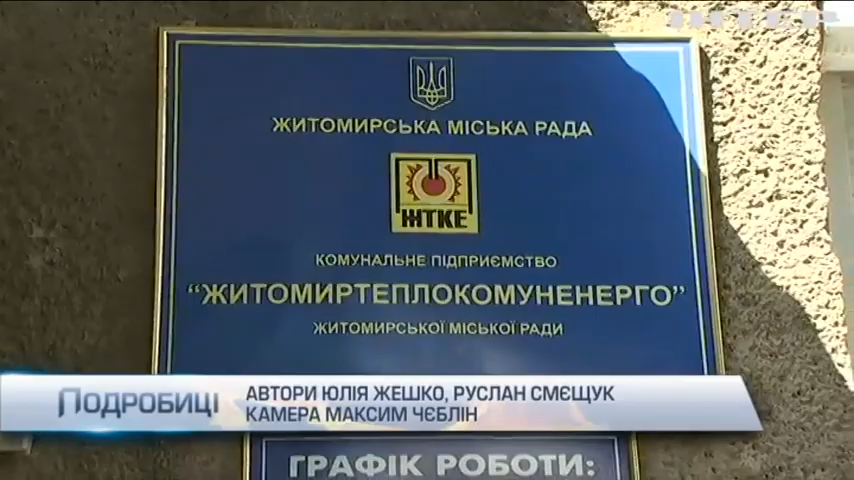 ІНТЕР
ЖИТОМИРСЬКА МІСЬКА РАДА
ЖТКЕ
КОМУНАЛЬНЕ ПІДПРИЄМСТВО
“ЖИТОМИРТЕПЛОКОМУНЕНЕРГО”
ЖИТОМИРСЬКОЇ МІСЬКОЇ РАДИ
ПОДРОБИЦІ
АВТОРИ ЮЛІЯ ЖЕШКО, РУСЛАН СМЄЩУК
КАМЕРА МАКСИМ ЧЄБЛІН
ГРАФІК РОБОТИ: